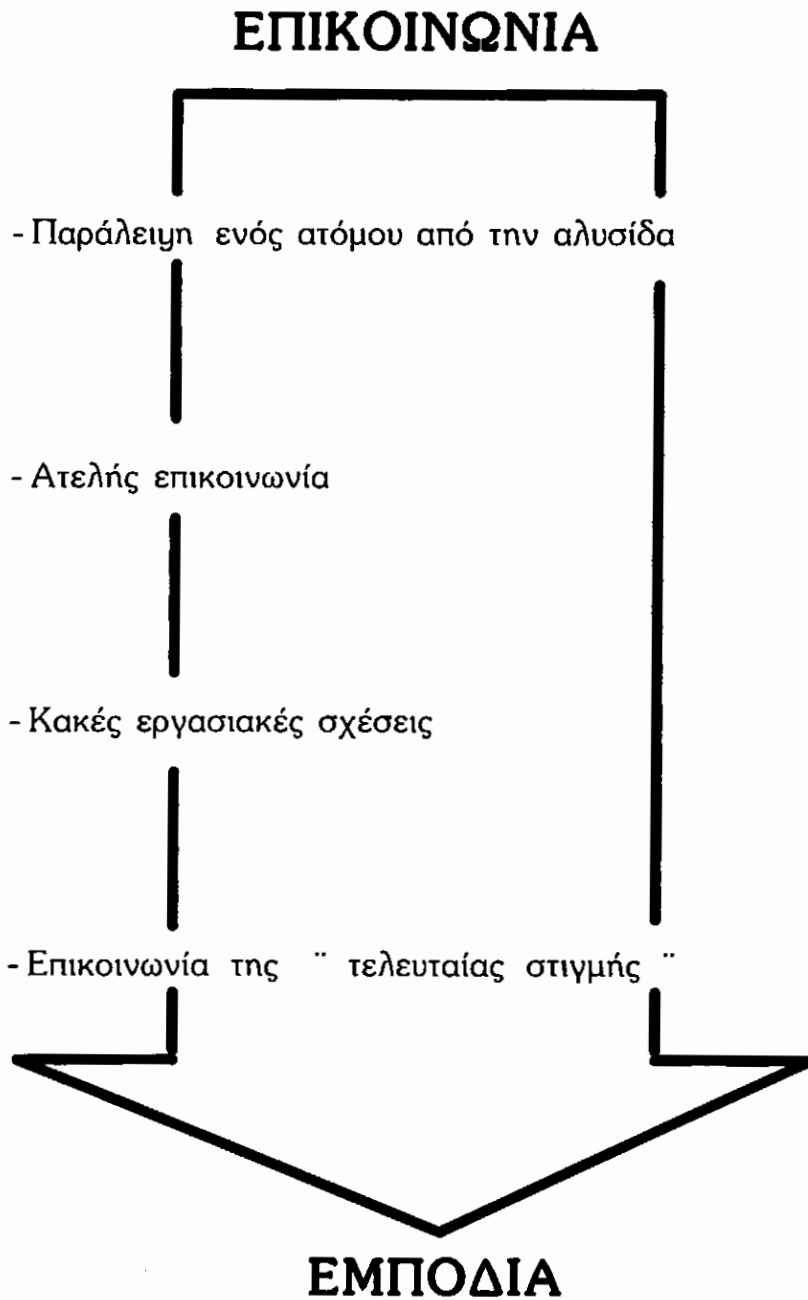 ΕΠΙΚΟΙΝΩΝΙΑ
- Παράλειψη ενός ατόμου από την αλυσίδα
- Ατελής επικοινωνία
- Κακές εργασιακές σχέσεις
- Επικοινωνία της ¨ τελευταίας στιγμής ¨
ΕΜΠΟΔΙΑ